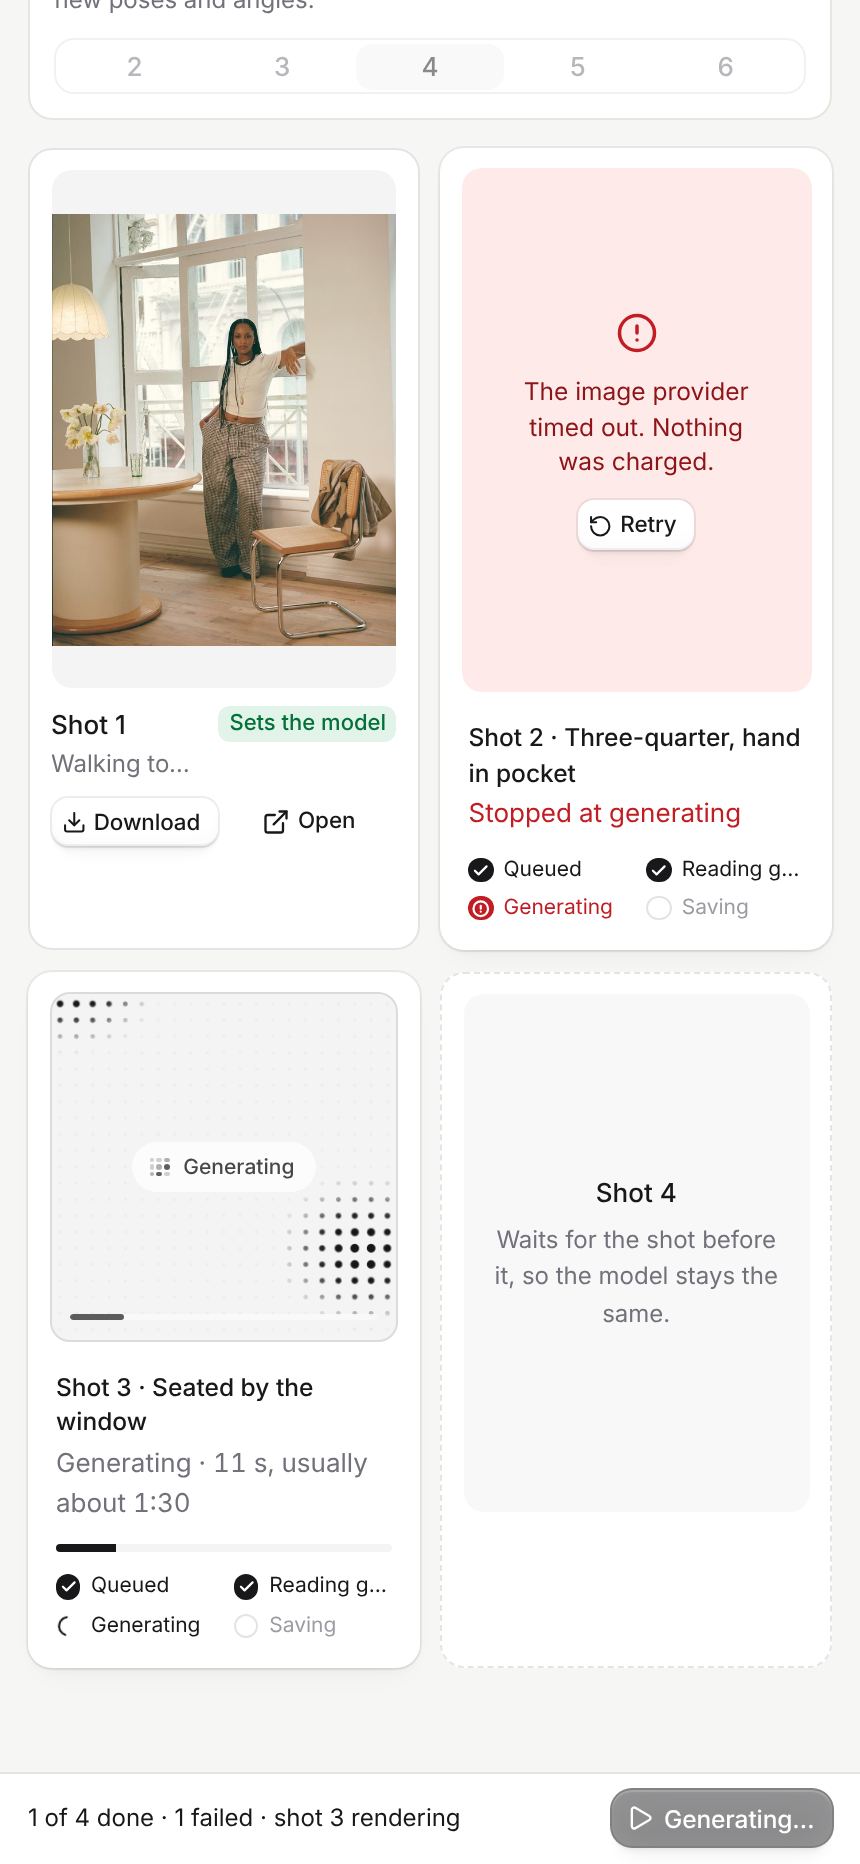 new poses and angles.
2 3 4 5 6
Shot 1 Sets the model
Walking to...
Download Open
The image provider
timed out. Nothing
was charged.
Retry
Shot 2 · Three-quarter, hand
in pocket
Stopped at generating
Queued Reading g...
Generating Saving
Generating
Shot 3 · Seated by the
window
Generating · 11 s, usually
about 1:30
Queued Reading g...
Generating Saving
Shot 4
Waits for the shot before
it, so the model stays the
same.
1 of 4 done · 1 failed · shot 3 rendering Generating...